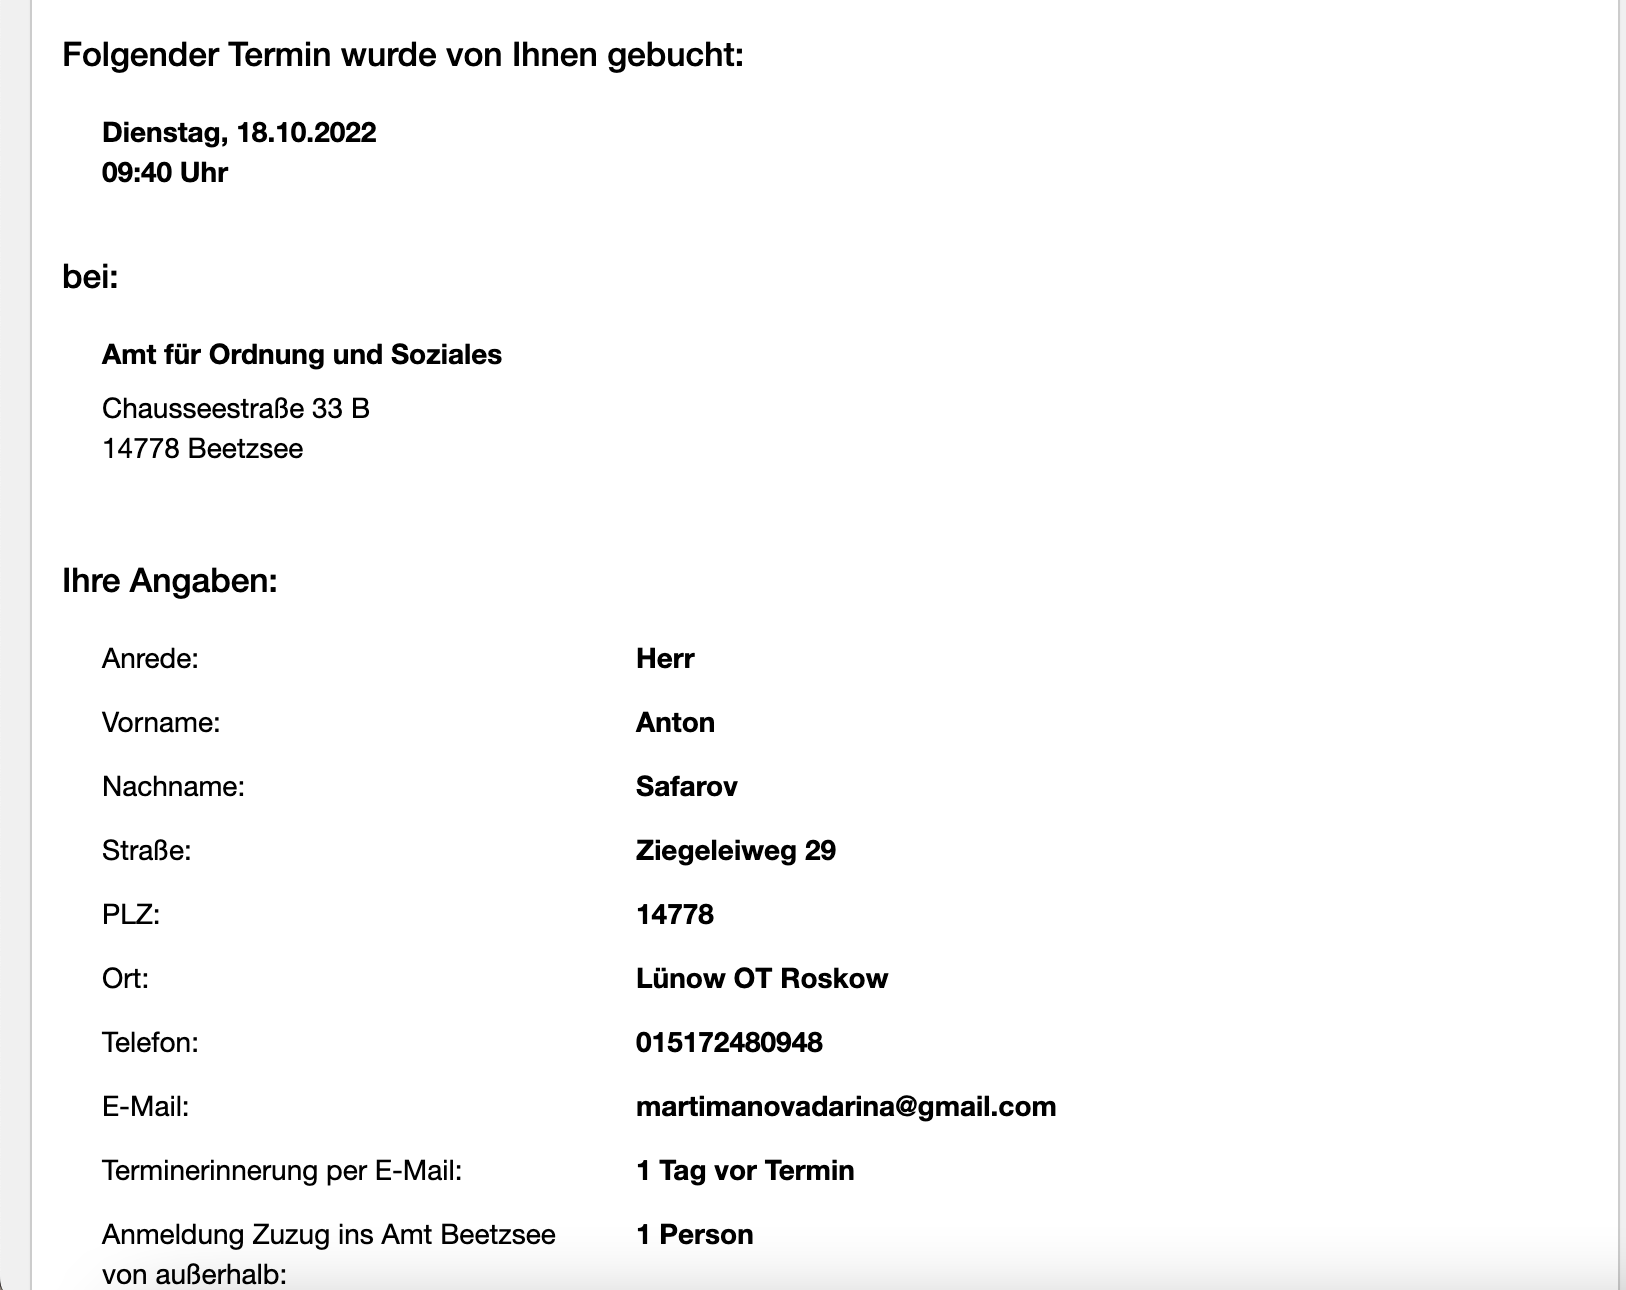 Folgender Termin wurde von Ihnen gebucht:
Dienstag, 18.10.2022
09:40 Uhr
bei:
Amt für Ordnung und Soziales
Chausseestraße 33 B
14778 Beetzsee
Ihre Angaben:
Anrede: Herr
Vorname: Anton
Nachname: Safarov
Straße: Ziegeleiweg 29
PLZ: 14778
Ort: Lünow OT Roskow
Telefon: 015172480948
E-Mail: martimanovadarina@gmail.com
Terminerinnerung per E-Mail: 1 Tag vor Termin
Anmeldung Zuzug ins Amt Beetzsee 1 Person
von außerhalb: